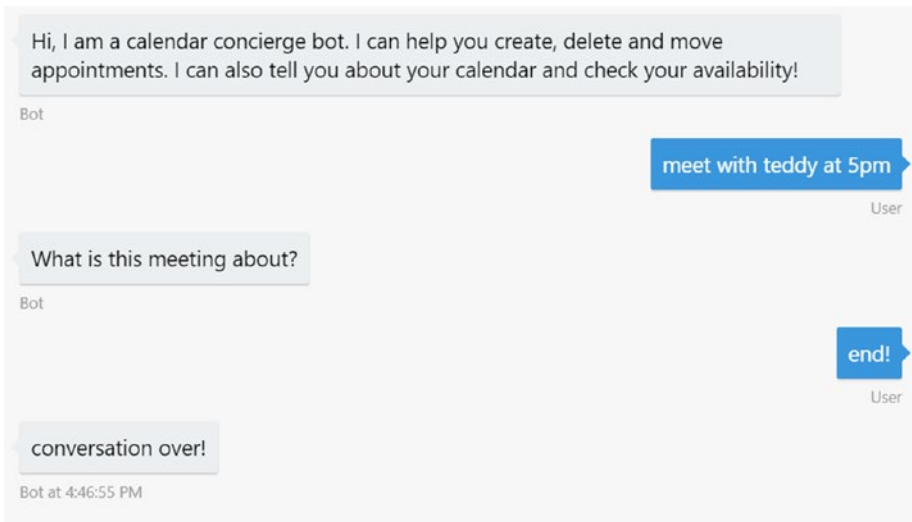 Hi, I am a calendar concierge bot. I can help you create, delete and move
appointments. I can also tell you about your calendar and check your availability!
Bot
meet with teddy at 5pm
User
What is this meeting about?
Bot
end!
User
conversation over!
Bot at 4:46:55 PM